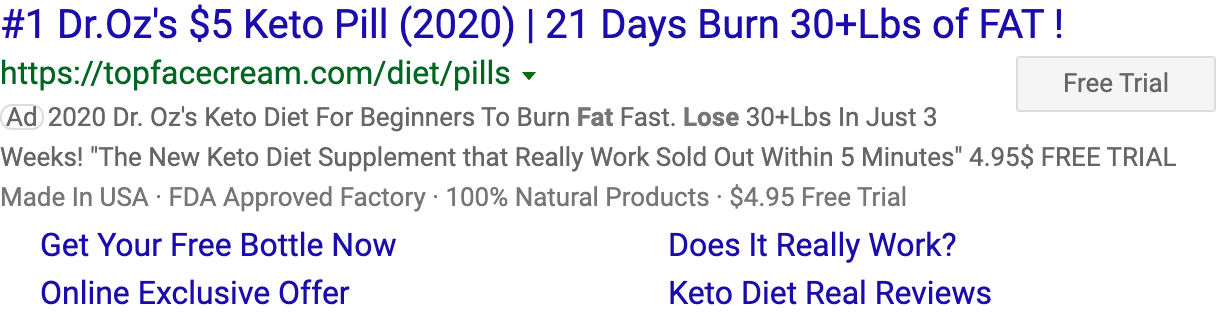 #1 Dr.Oz's $5 Keto Pill (2020) | 21 Days Burn 30+Lbs of FAT !
https://topfacecream.com/diet/pills
Free Trial
Ad 2020 Dr. Oz's Keto Diet For Beginners To Burn Fat Fast. Lose 30+Lbs In Just 3
Weeks! "The New Keto Diet Supplement that Really Work Sold Out Within 5 Minutes" 4.95$ FREE TRIAL
Made In USA · FDA Approved Factory · 100% Natural Products · $4.95 Free Trial
Get Your Free Bottle Now
Does It Really Work?
Online Exclusive Offer
Keto Diet Real Reviews